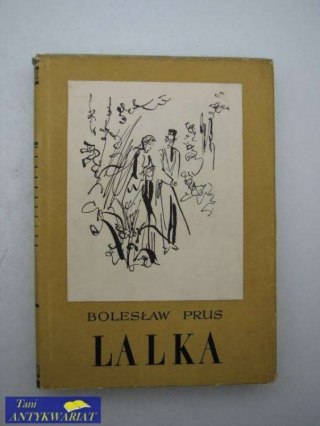 BOLESŁAW PRUS
LALKA
Tani
ANTYKWARIAT